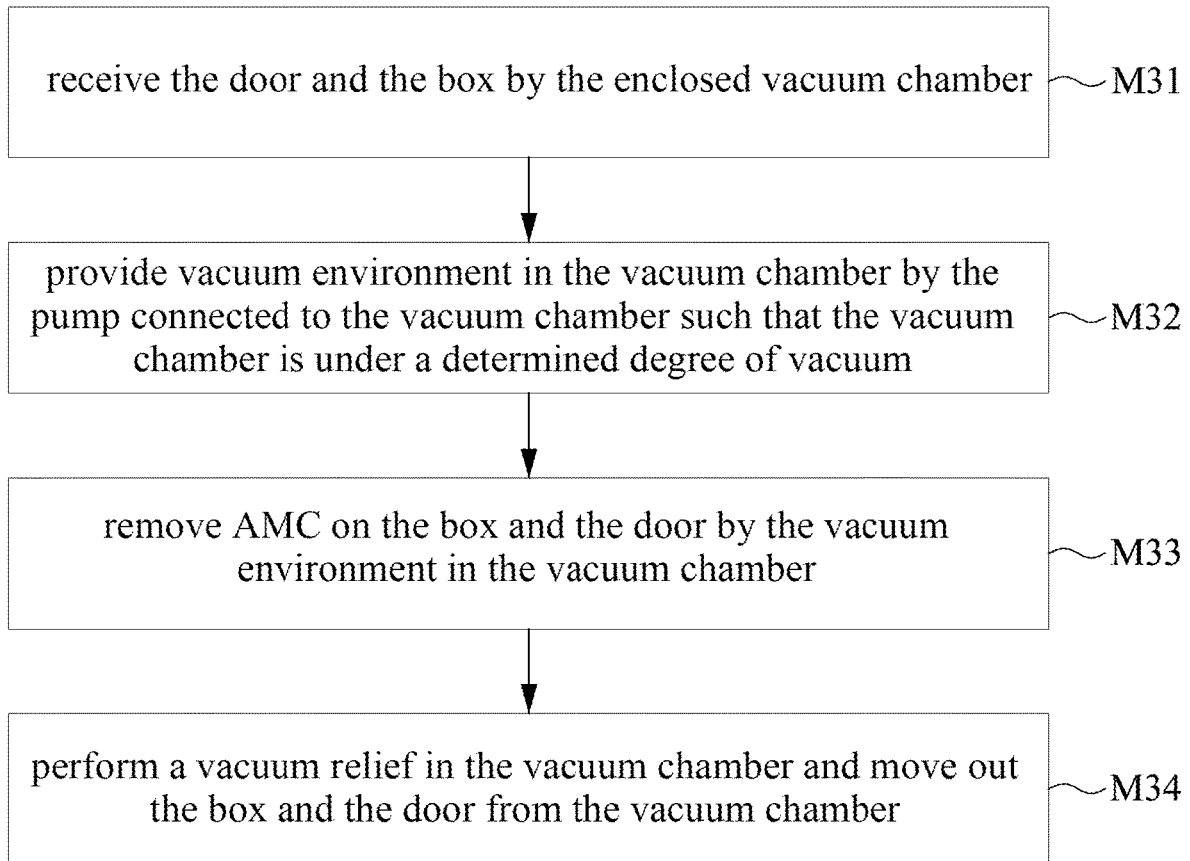 receive the door and the box by the enclosed vacuum chamber
M31
provide vacuum environment in the vacuum chamber by the
pump connected to the vacuum chamber such that the vacuum
chamber is under a determined degree of vacuum
M32
remove AMC on the box and the door by the vacuum
environment in the vacuum chamber
M33
perform a vacuum relief in the vacuum chamber and move out
the box and the door from the vacuum chamber
M34